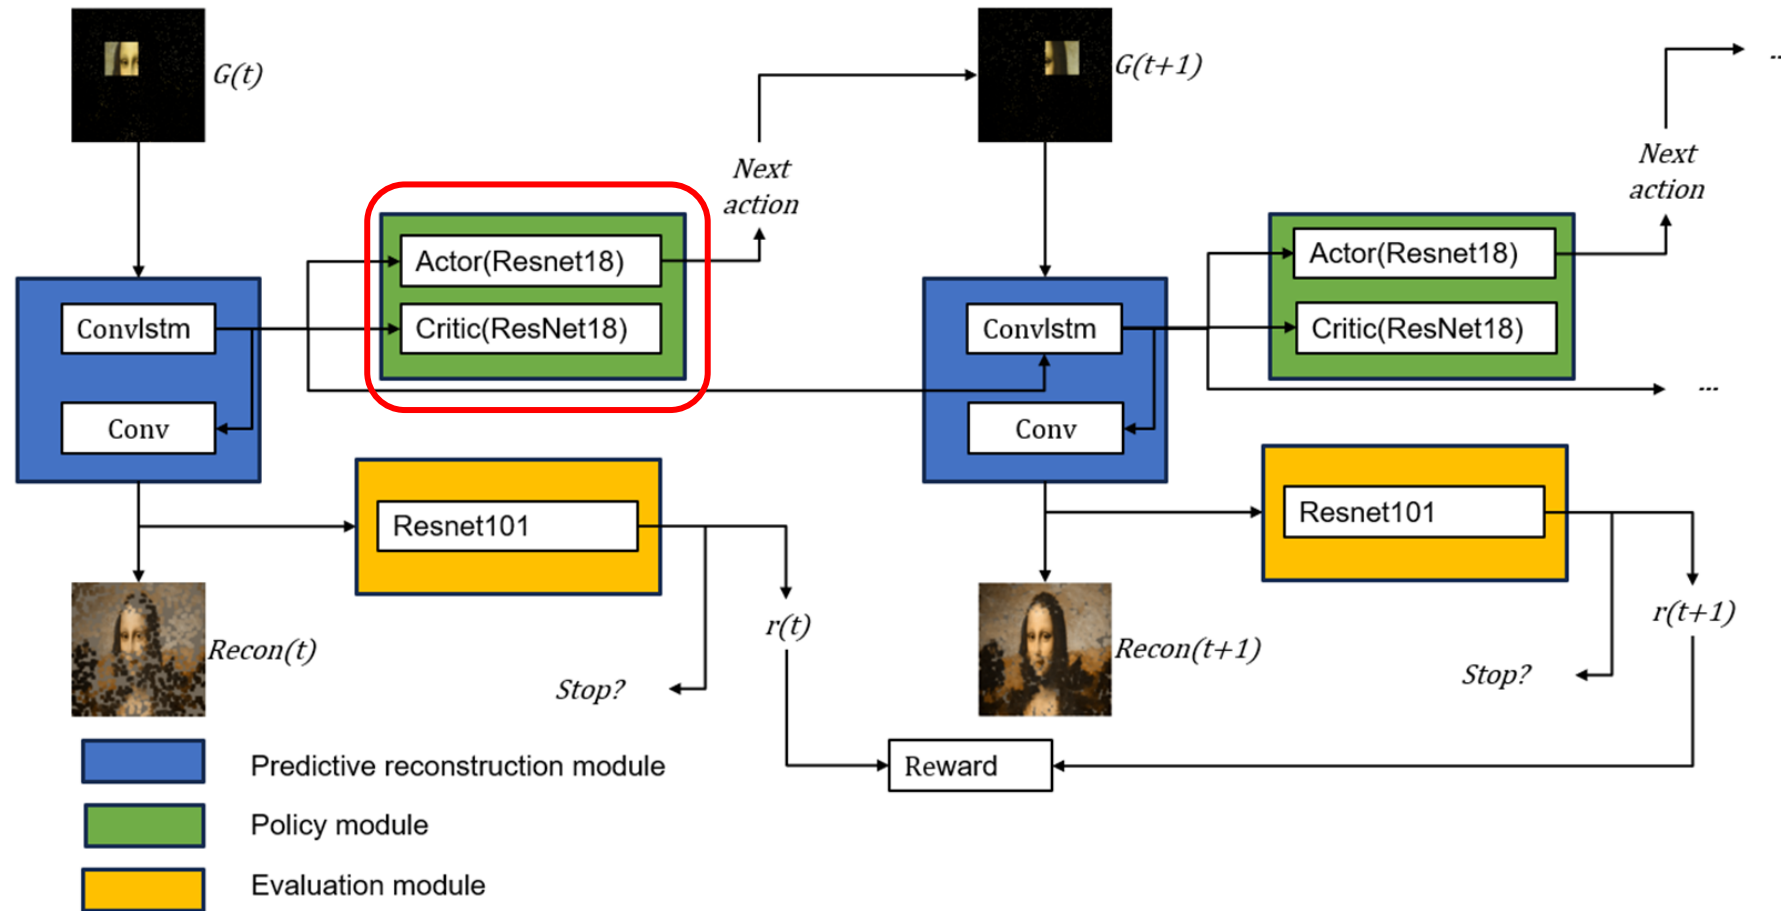 G(t)
G(t+1)
...
Next
action
Next
action
Actor(Resnet18)
Critic(ResNet18)
Actor(Resnet18)
Critic(ResNet18)
Convlstm
Conv
Convlstm
Conv
...
Resnet101
Resnet101
Recon(t)
r(t)
Stop?
Recon(t+1)
r(t+1)
Stop?
Reward
Predictive reconstruction module
Policy module
Evaluation module